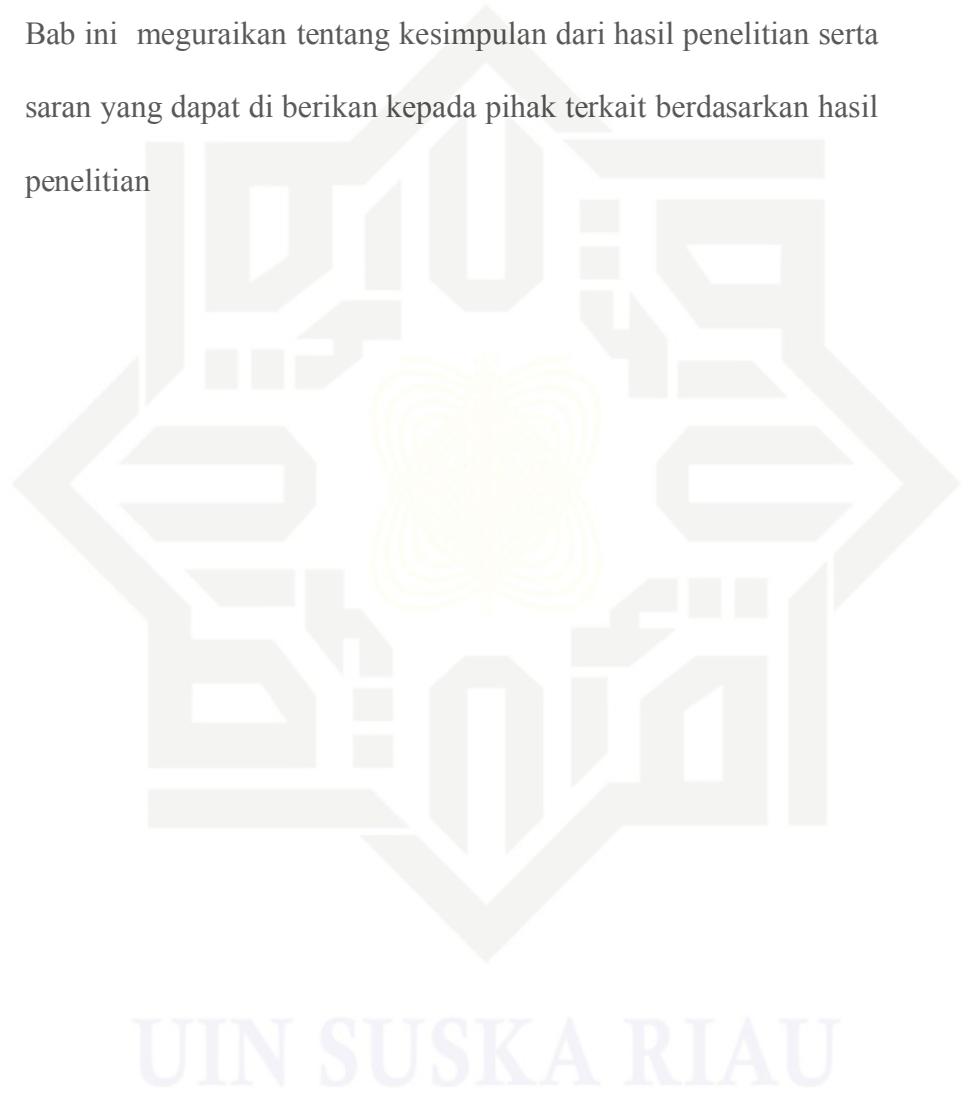 Bab ini meguraikan tentang kesimpulan dari hasil penelitian serta
saran yang dapat di berikan kepada pihak terkait berdasarkan hasil
penelitian
UIN SUSKA RIAU